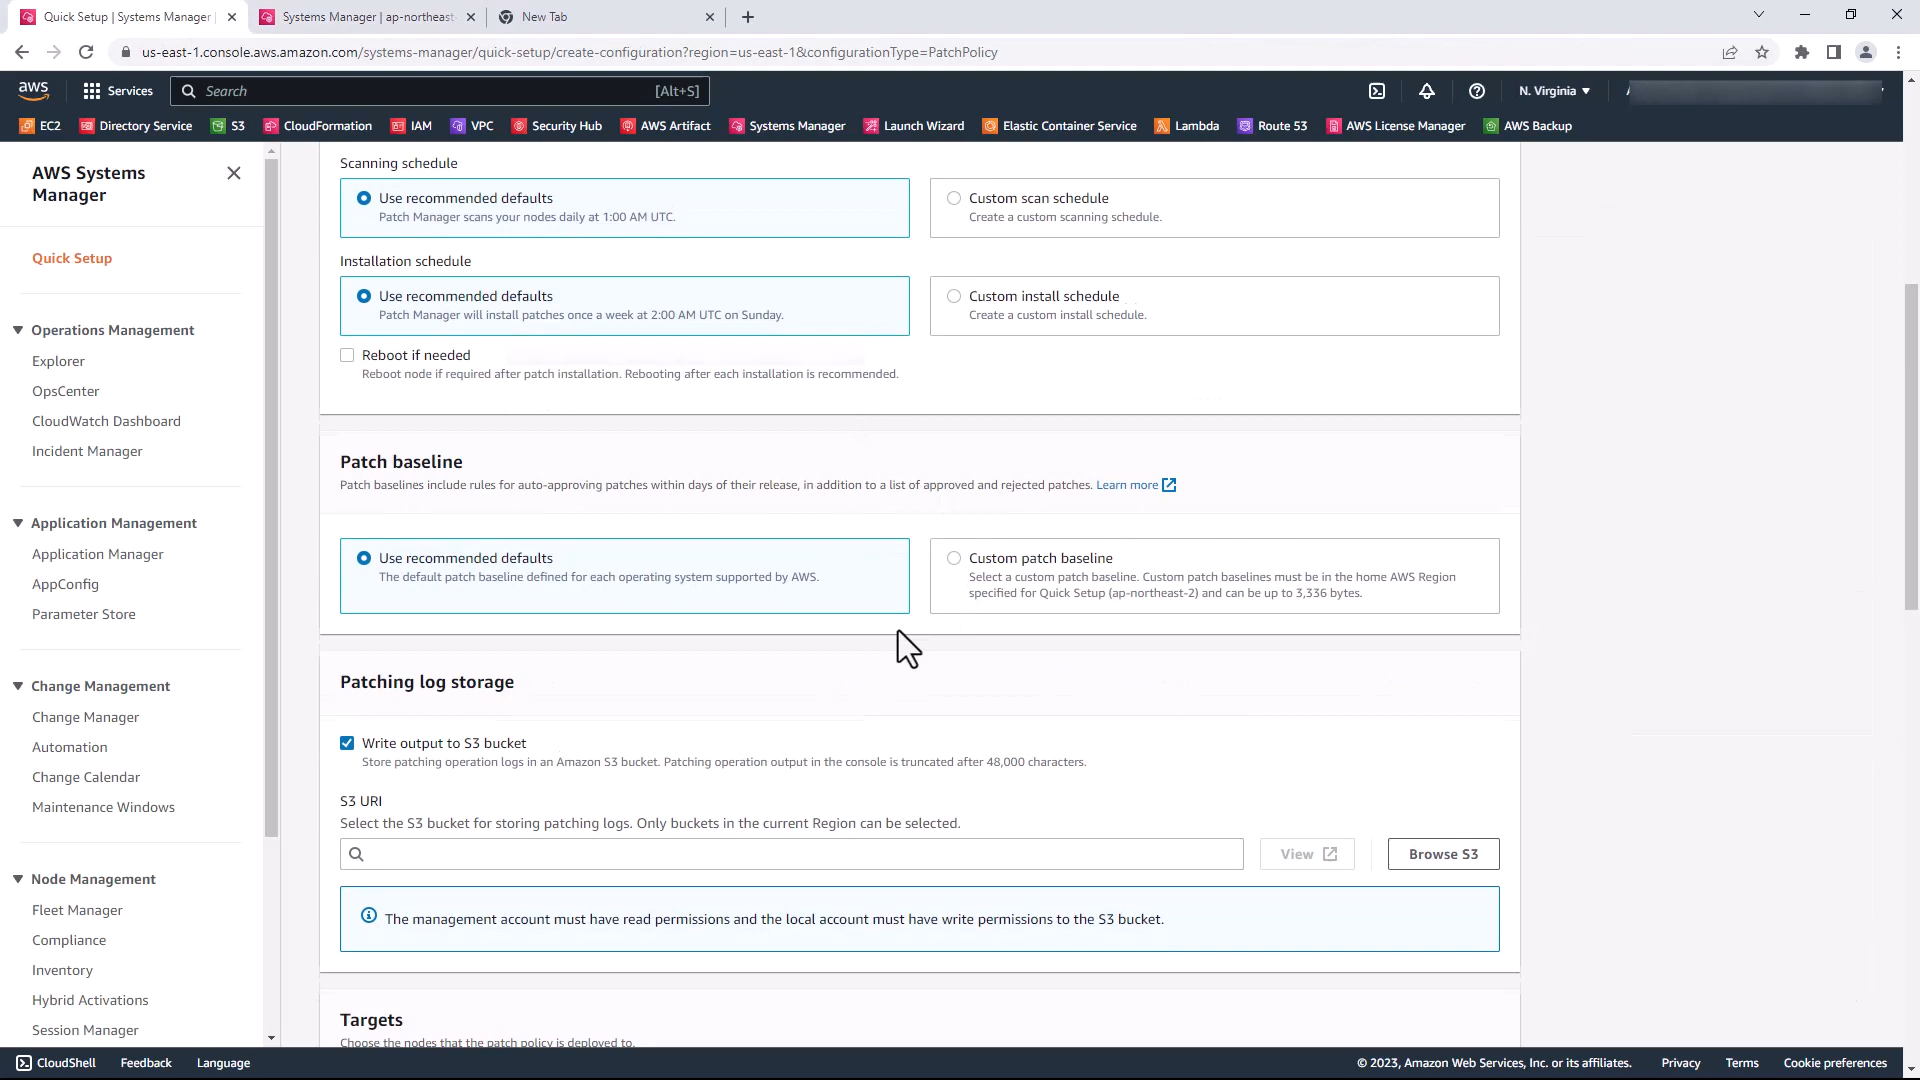 Quick Setup | Systems Manager
Systems Manager | ap-northeast-
New Tab
us-east-1.console.aws.amazon.com/systems-manager/quick-setup/create-configuration?region=us-east-1&configurationType=PatchPolicy
aws
Services
Search
[Alt+S]
N. Virginia
EC2
Directory Service
S3
CloudFormation
IAM
VPC
Security Hub
AWS Artifact
Systems Manager
Launch Wizard
Elastic Container Service
Lambda
Route 53
AWS License Manager
AWS Backup
AWS Systems
Manager
Quick Setup
Operations Management
Explorer
OpsCenter
CloudWatch Dashboard
Incident Manager
Application Management
Application Manager
AppConfig
Parameter Store
Change Management
Change Manager
Automation
Change Calendar
Maintenance Windows
Node Management
Fleet Manager
Compliance
Inventory
Hybrid Activations
Session Manager
Scanning schedule
Use recommended defaults
Patch Manager scans your nodes daily at 1:00 AM UTC.
Custom scan schedule
Create a custom scanning schedule.
Installation schedule
Use recommended defaults
Patch Manager will install patches once a week at 2:00 AM UTC on Sunday.
Custom install schedule
Create a custom install schedule.
Reboot if needed
Reboot node if required after patch installation. Rebooting after each installation is recommended.
Patch baseline
Patch baselines include rules for auto-approving patches within days of their release, in addition to a list of approved and rejected patches. Learn more
Use recommended defaults
The default patch baseline defined for each operating system supported by AWS.
Custom patch baseline
Select a custom patch baseline. Custom patch baselines must be in the home AWS Region
specified for Quick Setup (ap-northeast-2) and can be up to 3,336 bytes.
Patching log storage
Write output to S3 bucket
Store patching operation logs in an Amazon S3 bucket. Patching operation output in the console is truncated after 48,000 characters.
S3 URI
Select the S3 bucket for storing patching logs. Only buckets in the current Region can be selected.
View
Browse S3
The management account must have read permissions and the local account must have write permissions to the S3 bucket.
Targets
Choose the nodes that the patch policy is deployed to.
CloudShell
Feedback
Language
© 2023, Amazon Web Services, Inc. or its affiliates.
Privacy
Terms
Cookie preferences